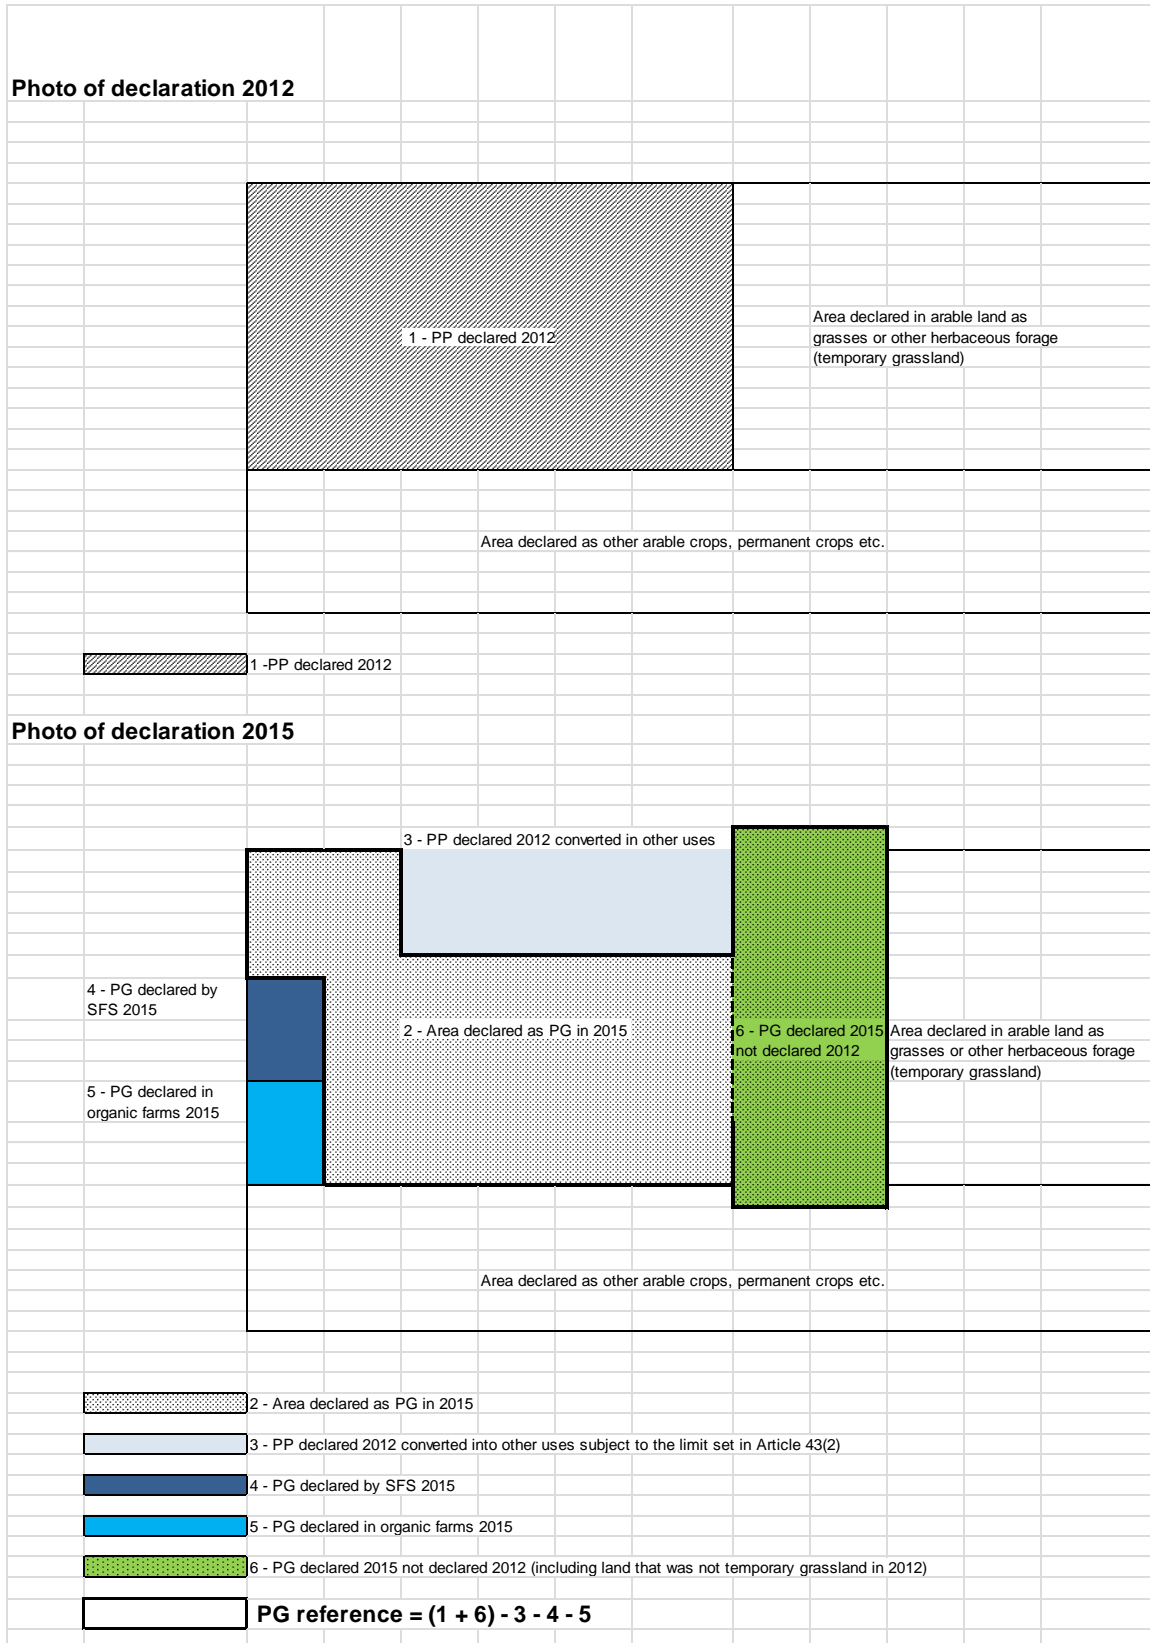 Photo of declaration 2012
1 - PP declared 2012
Area declared in arable land as
grasses or other herbaceous forage
(temporary grassland)
Area declared as other arable crops, permanent crops etc.
1 -PP declared 2012
Photo of declaration 2015
3 - PP declared 2012 converted in other uses
4 - PG declared by
SFS 2015
2 - Area declared as PG in 2015
6 - PG declared 2015
not declared 2012
Area declared in arable land as
grasses or other herbaceous forage
(temporary grassland)
5 - PG declared in
organic farms 2015
Area declared as other arable crops, permanent crops etc.
2 - Area declared as PG in 2015
3 - PP declared 2012 converted into other uses subject to the limit set in Article 43(2)
4 - PG declared by SFS 2015
5 - PG declared in organic farms 2015
6 - PG declared 2015 not declared 2012 (including land that was not temporary grassland in 2012)
PG reference = (1 + 6) - 3 - 4 - 5